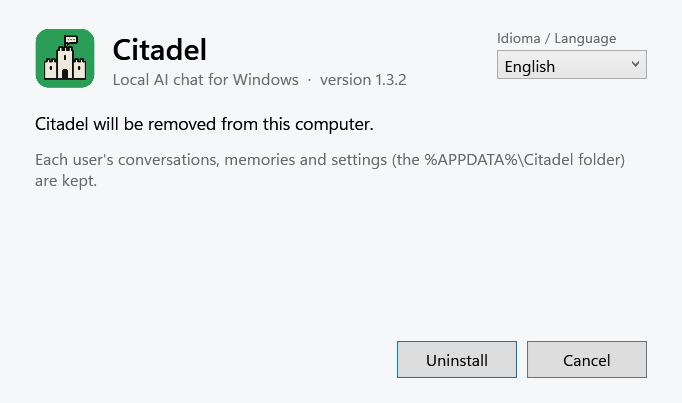 Citadel
Local AI chat for Windows · version 1.3.2
Idioma / Language
English
Citadel will be removed from this computer.
Each user's conversations, memories and settings (the %APPDATA%\Citadel folder)
are kept.
Uninstall
Cancel